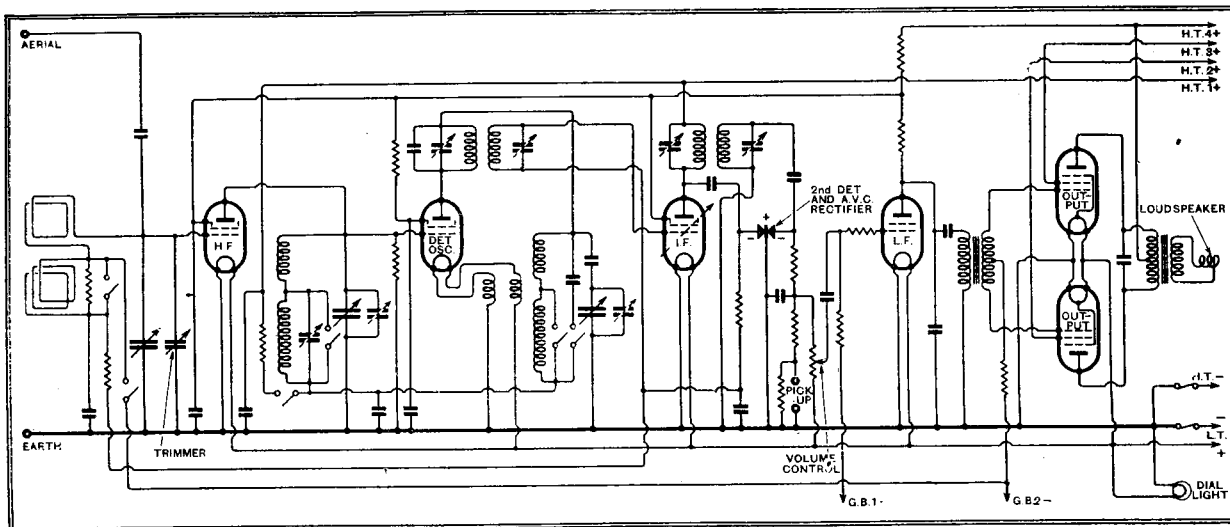 AERIAL
H.T.4+
H.T.3+
H.T.2+
H.T.1+
H.F.
DET
OSC
I.F.
2nd DET
AND A.V.C.
RECTIFIER
L.F.
OUT-
PUT
LOUDSPEAKER
OUT-
PUT
PICK
UP
H.T.-
-
L.T.
+
EARTH
TRIMMER
VOLUME
CONTROL
G.B.1-
G.B.2-
DIAL
LIGHT